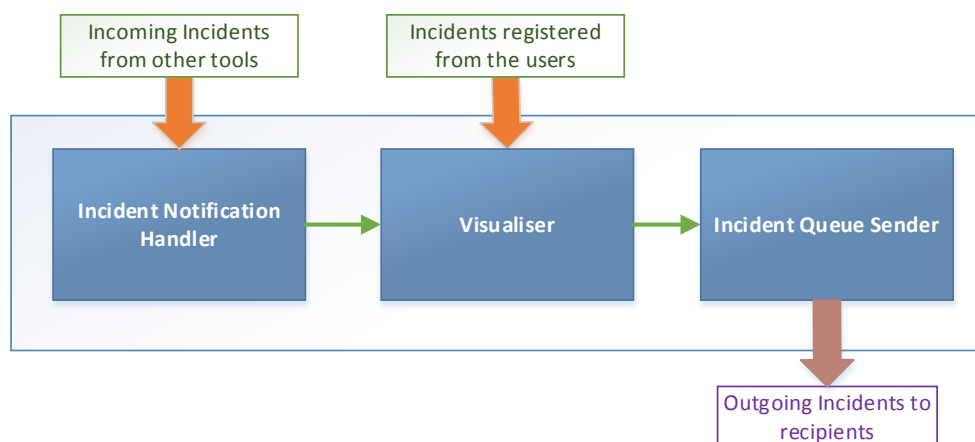 Incoming Incidents
from other tools
Incidents registered
from the users
Incident Notification
Handler
Visualiser
Incident Queue Sender
Outgoing Incidents to
recipients